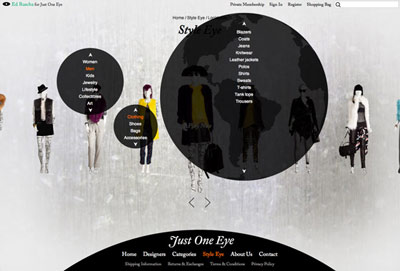 Ed Ruscha for Just One Eye
Private Membership Sign In Register Shopping Bag
Home / Style Eye /
Style Eye
Women
Men
Kids
Jewelry
Lifestyle
Collectibles
Art
Clothing
Shoes
Bags
Accessories
Blazers
Coats
Jeans
Knitwear
Leather jackets
Polos
Shirts
Sweats
T-shirts
Tank tops
Trousers
Just One Eye
Home Designers Categories Style Eye About Us Contact
Shipping Information Returns & Exchanges Terms & Conditions Privacy Policy